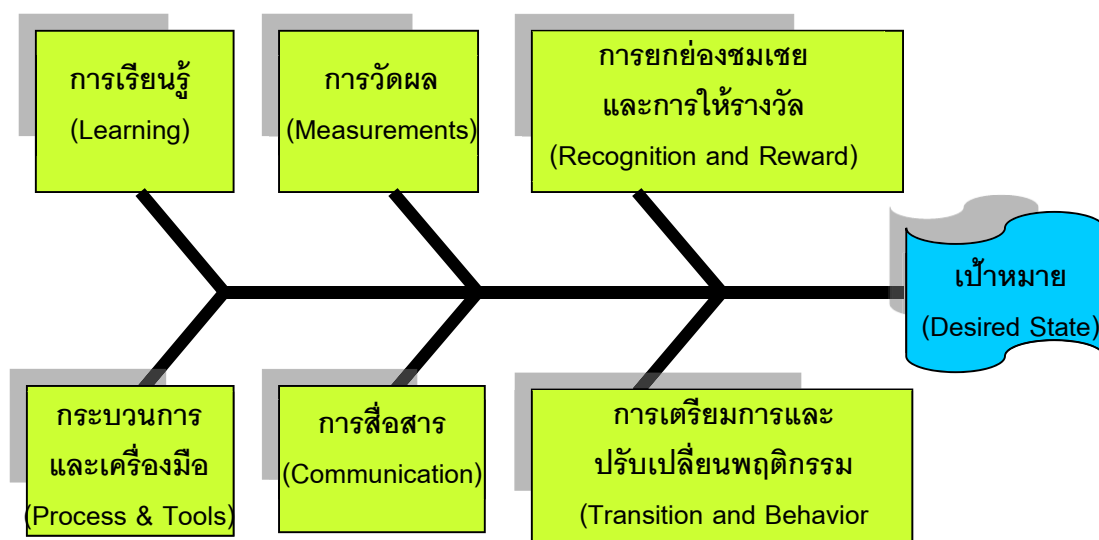 การเรียนรู้
(Learning)
การวัดผล
(Measurements)
การยกย่องชมเชย
และการให้รางวัล
(Recognition and Reward)
เป้าหมาย
(Desired State)
กระบวนการ
และเครื่องมือ
(Process & Tools)
การสื่อสาร
(Communication)
การเตรียมการและ
ปรับเปลี่ยนพฤติกรรม
(Transition and Behavior